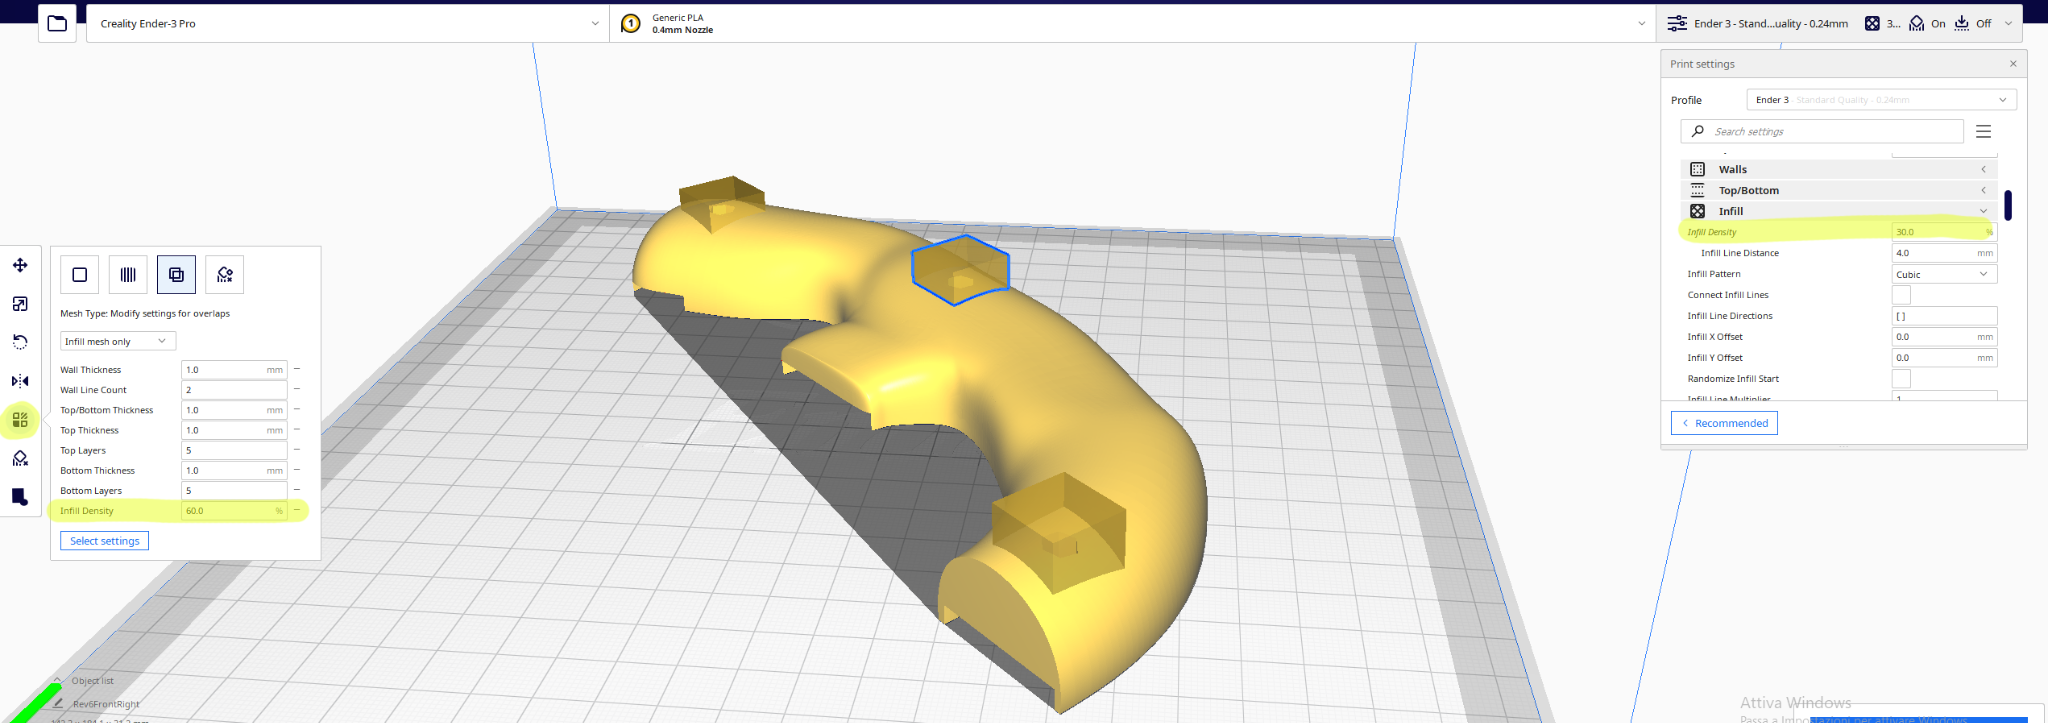 Creality Ender-3 Pro
1
Generic PLA
0.4mm Nozzle
Ender 3 - Stand...uality - 0.24mm
3...
On
Off
Print settings
Profile
Ender 3 - Standard Quality - 0.24mm
Search settings
Walls
Top/Bottom
Infill
Infill Density 30.0 %
Infill Line Distance 4.0 mm
Infill Pattern Cubic
Connect Infill Lines
Infill Line Directions [ ]
Infill X Offset 0.0 mm
Infill Y Offset 0.0 mm
Randomize Infill Start
Infill Line Multiplier 1
Recommended
Mesh Type: Modify settings for overlaps
Infill mesh only
Wall Thickness 1.0 mm
Wall Line Count 2
Top/Bottom Thickness 1.0 mm
Top Thickness 1.0 mm
Top Layers 5
Bottom Thickness 1.0 mm
Bottom Layers 5
Infill Density 60.0 %
Select settings
Object list
Rev6FrontRight
Attiva Windows
Passa a Impostazioni per attivare Windows